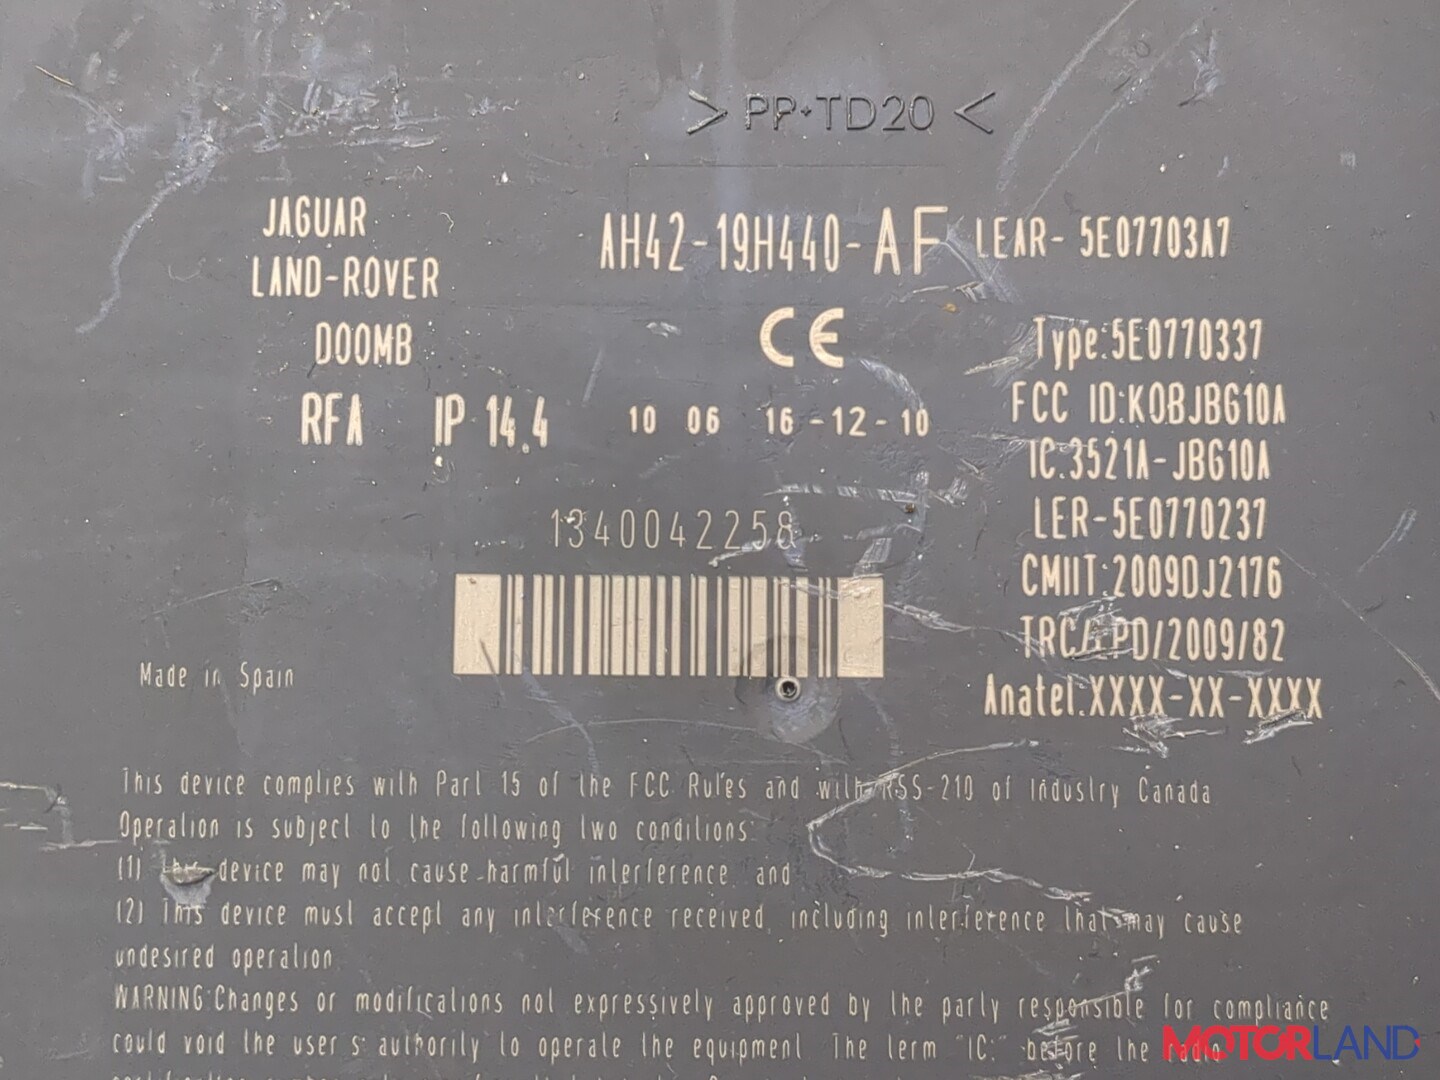 > PP+TD20 <
JAGUAR
LAND-ROVER
DOOMB
AH42-19H440-AF LEAR- 5E07703A7
CE
RFA IP 14.4 10 06 16-12-10
Type:5E0770337
FCC ID:KOBJBG10A
IC:3521A-JBG10A
LER-5E0770237
CMIIT:2009DJ2176
TRC/LPD/2009/82
Anatel:XXXX-XX-XXXX
1340042258
Made in Spain
This device complies with Part 15 of the FCC Rules and with RSS-210 of Industry Canada
Operation is subject to the following two conditions:
(1) this device may not cause harmful interference, and
(2) This device must accept any interference received, including interference that may cause
undesired operation
WARNING:Changes or modifications not expressively approved by the party responsible for compliance
could void the user s authority to operate the equipment The term "IC:" before the radio
MOTORLAND